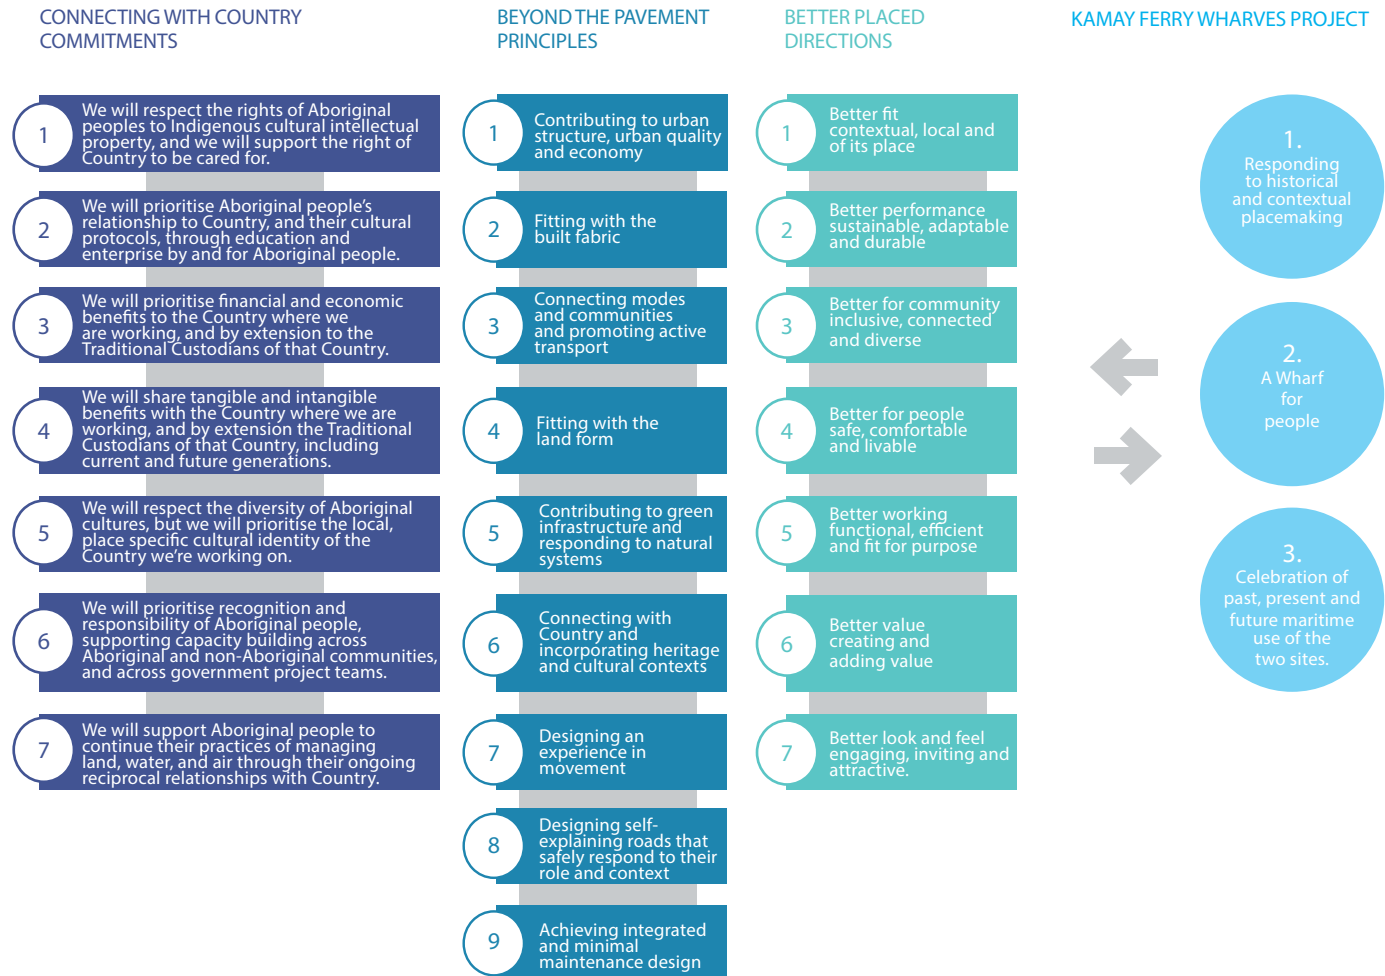 CONNECTING WITH COUNTRY
COMMITMENTS
1
We will respect the rights of Aboriginal
peoples to Indigenous cultural intellectual
property, and we will support the right of
Country to be cared for.
2
We will prioritise Aboriginal people's
relationship to Country, and their cultural
protocols, through education and
enterprise by and for Aboriginal people.
3
We will prioritise financial and economic
benefits to the Country where we
are working, and by extension to the
Traditional Custodians of that Country.
4
We will share tangible and intangible
benefits with the Country where we are
working, and by extension the Traditional
Custodians of that Country, including
current and future generations.
5
We will respect the diversity of Aboriginal
cultures, but we will prioritise the local,
place specific cultural identity of the
Country we're working on.
6
We will prioritise recognition and
responsibility of Aboriginal people,
supporting capacity building across
Aboriginal and non-Aboriginal communities,
and across government project teams.
7
We will support Aboriginal people to
continue their practices of managing
land, water, and air through their ongoing
reciprocal relationships with Country.
BEYOND THE PAVEMENT
PRINCIPLES
1
Contributing to urban
structure, urban quality
and economy
2
Fitting with the
built fabric
3
Connecting modes
and communities
and promoting active
transport
4
Fitting with the
land form
5
Contributing to green
infrastructure and
responding to natural
systems
6
Connecting with
Country and
incorporating heritage
and cultural contexts
7
Designing an
experience in
movement
8
Designing self-
explaining roads that
safely respond to their
role and context
9
Achieving integrated
and minimal
maintenance design
BETTER PLACED
DIRECTIONS
1
Better fit
contextual, local and
of its place
2
Better performance
sustainable, adaptable
and durable
3
Better for community
inclusive, connected
and diverse
4
Better for people
safe, comfortable
and livable
5
Better working
functional, efficient
and fit for purpose
6
Better value
creating and
adding value
7
Better look and feel
engaging, inviting and
attractive.
KAMAY FERRY WHARVES PROJECT
1.
Responding
to historical
and contextual
placemaking
2.
A Wharf
for
people
3.
Celebration of
past, present and
future maritime
use of the
two sites.